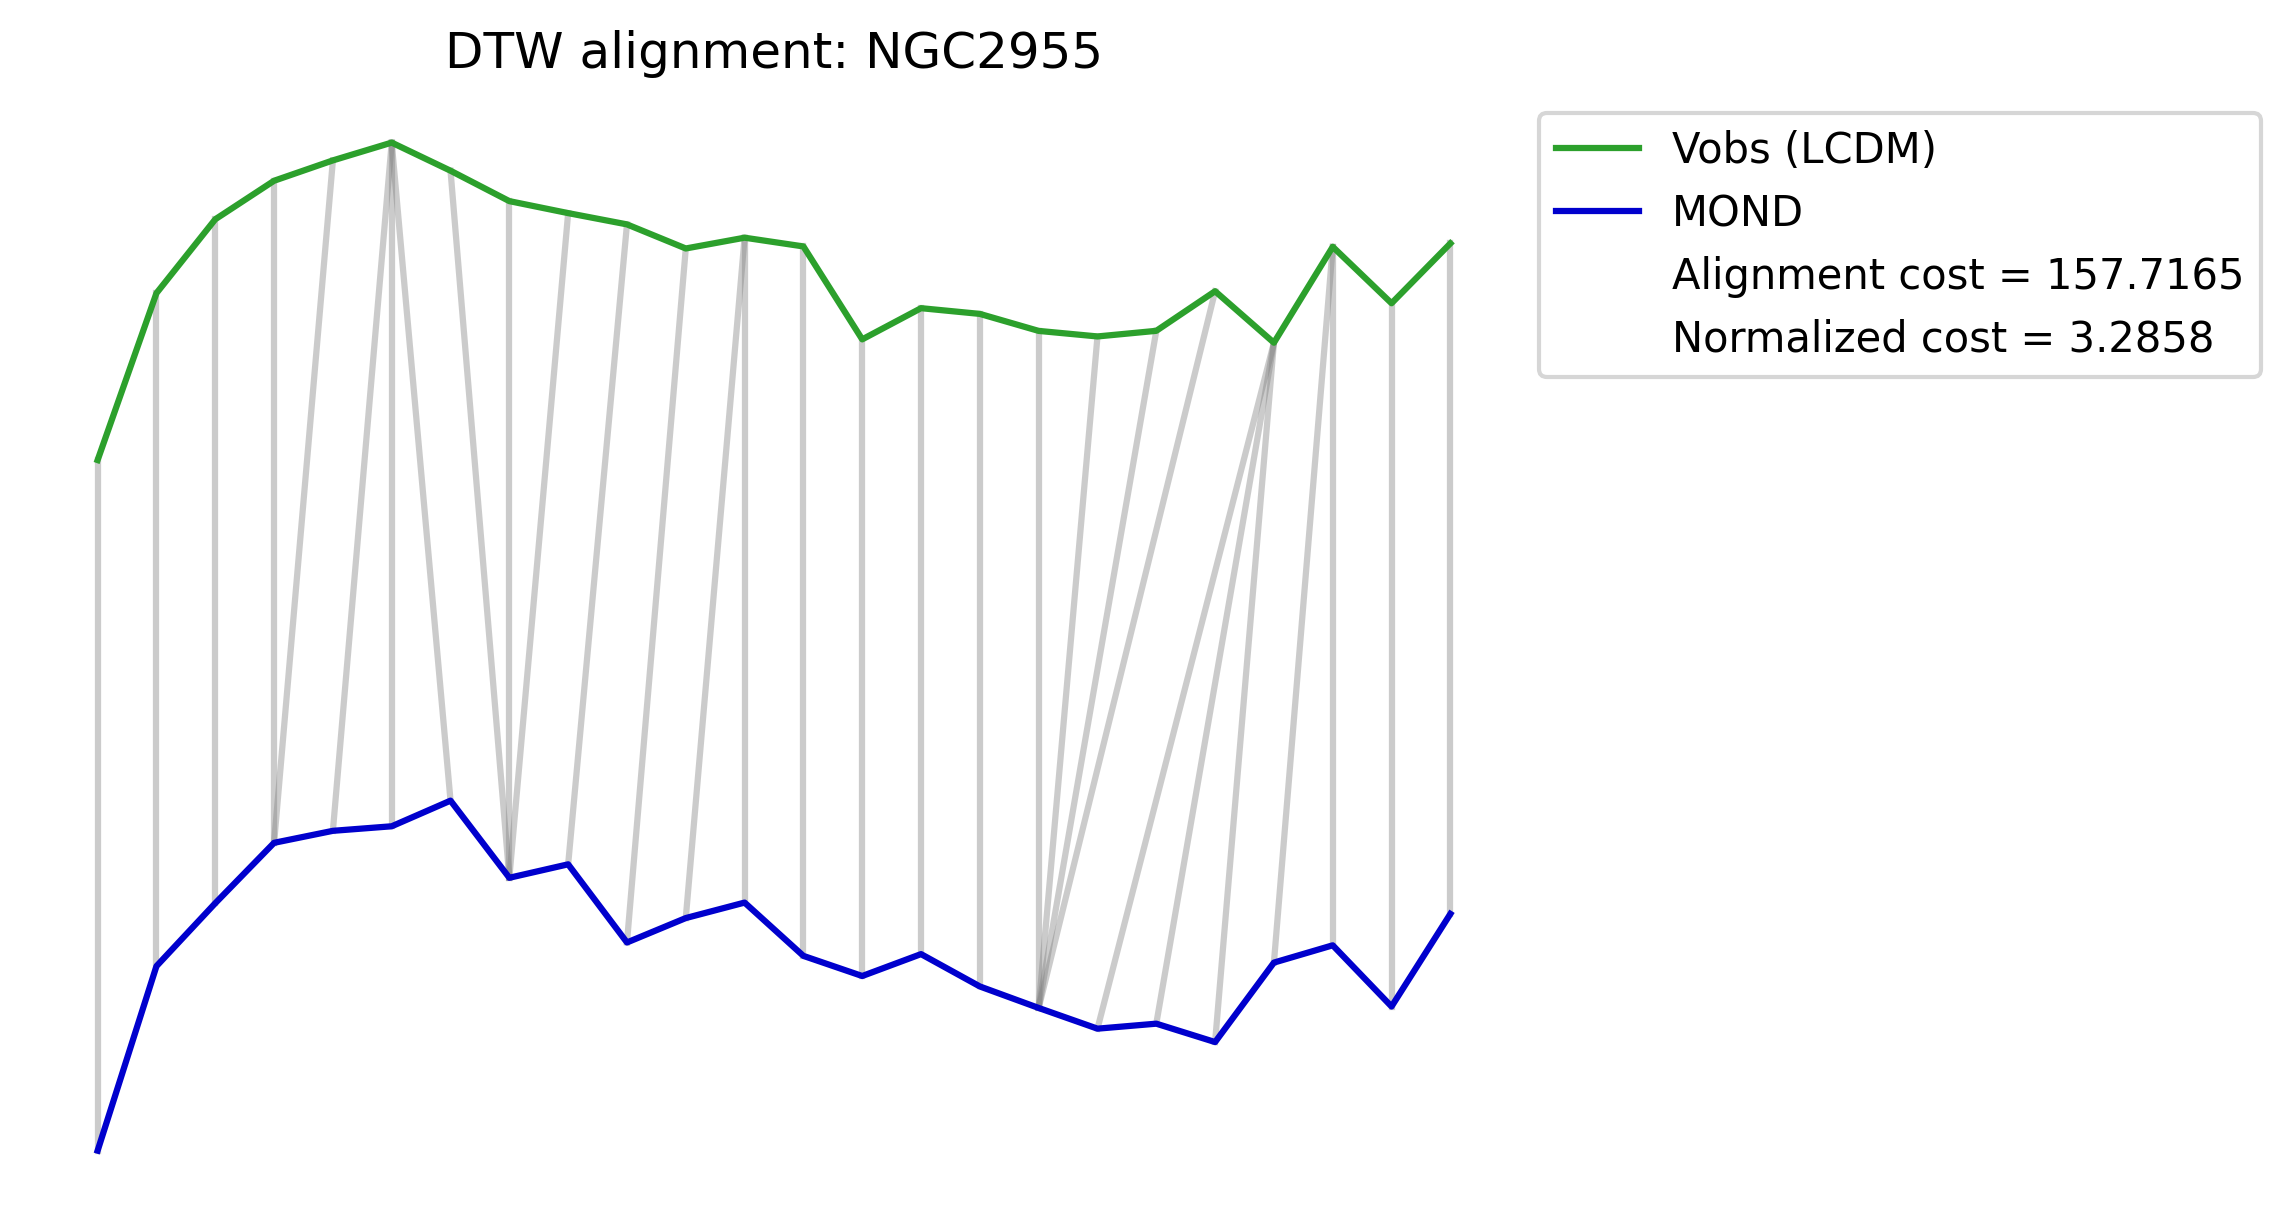 DTW alignment: NGC2955
Vobs (LCDM)
MOND
Alignment cost = 157.7165
Normalized cost = 3.2858